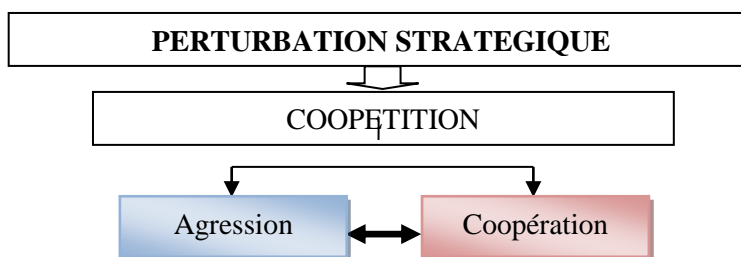 PERTURBATION STRATEGIQUE
COOPETITION
Agression
Coopération